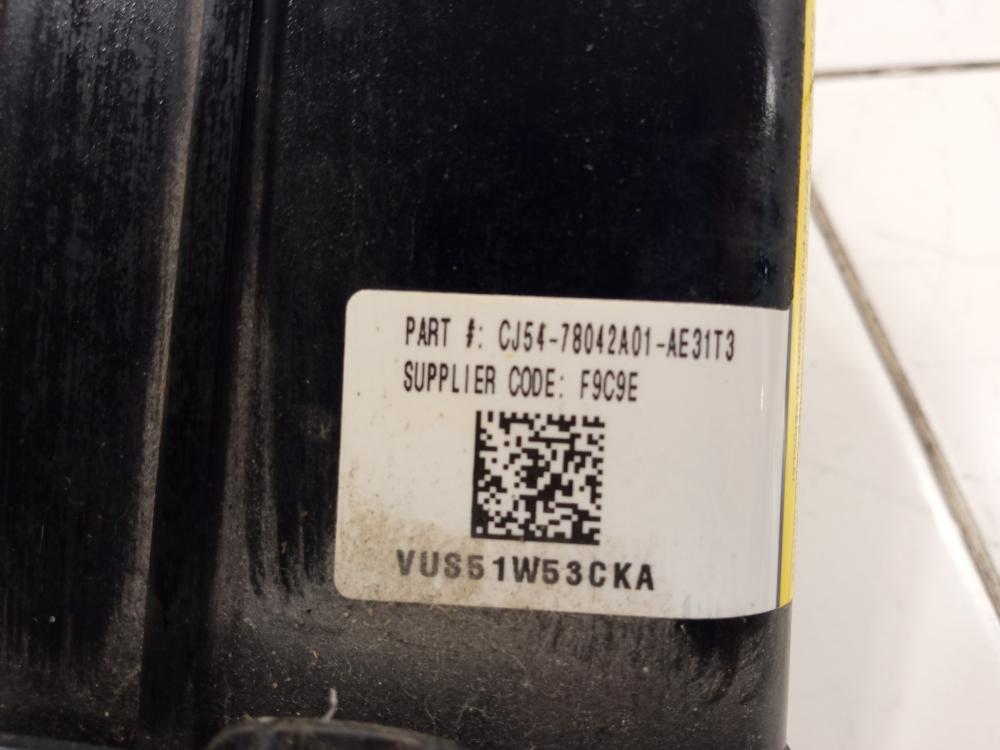 PART #: CJ54-78042A01-AE31T3
SUPPLIER CODE: F9C9E
VUS51W53CKA